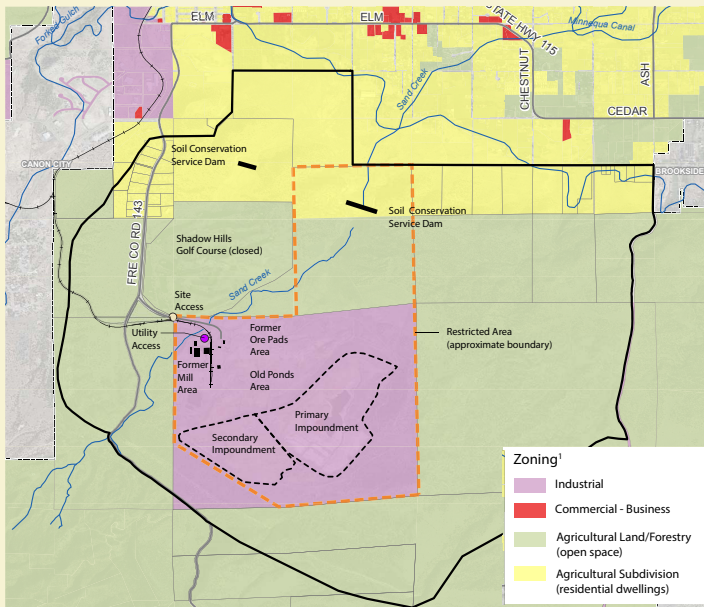 ELM
ELM
STATE HWY 115
Forked Gulch
Minnequa Canal
Sand Creek
CHESTNUT
ASH
CEDAR
Soil Conservation
Service Dam
CANON CITY
BROOKSIDE
FRE CO RD 143
Soil Conservation
Service Dam
Shadow Hills
Golf Course (closed)
Sand Creek
Site
Access
Utility
Access
Former
Ore Pads
Area
Restricted Area
(approximate boundary)
Former
Mill
Area
Old Ponds
Area
Primary
Impoundment
Secondary
Impoundment
Zoning¹
Industrial
Commercial - Business
Agricultural Land/Forestry
(open space)
Agricultural Subdivision
(residential dwellings)